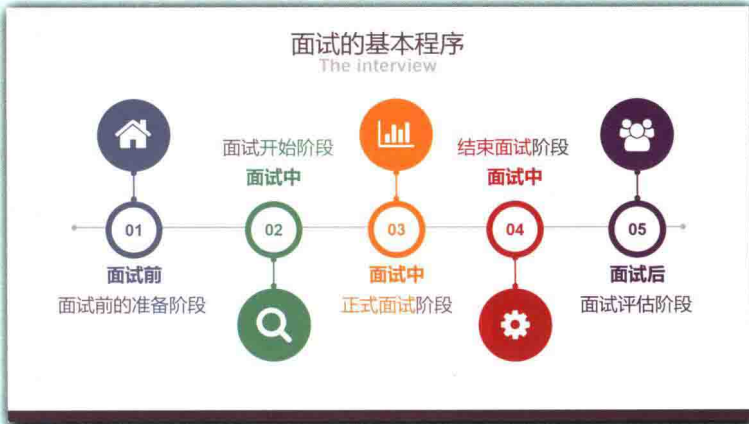 面试的基本程序
The interview
01
面试前
面试前的准备阶段
面试开始阶段
面试中
02
03
面试中
正式面试阶段
结束面试阶段
面试中
04
05
面试后
面试评估阶段